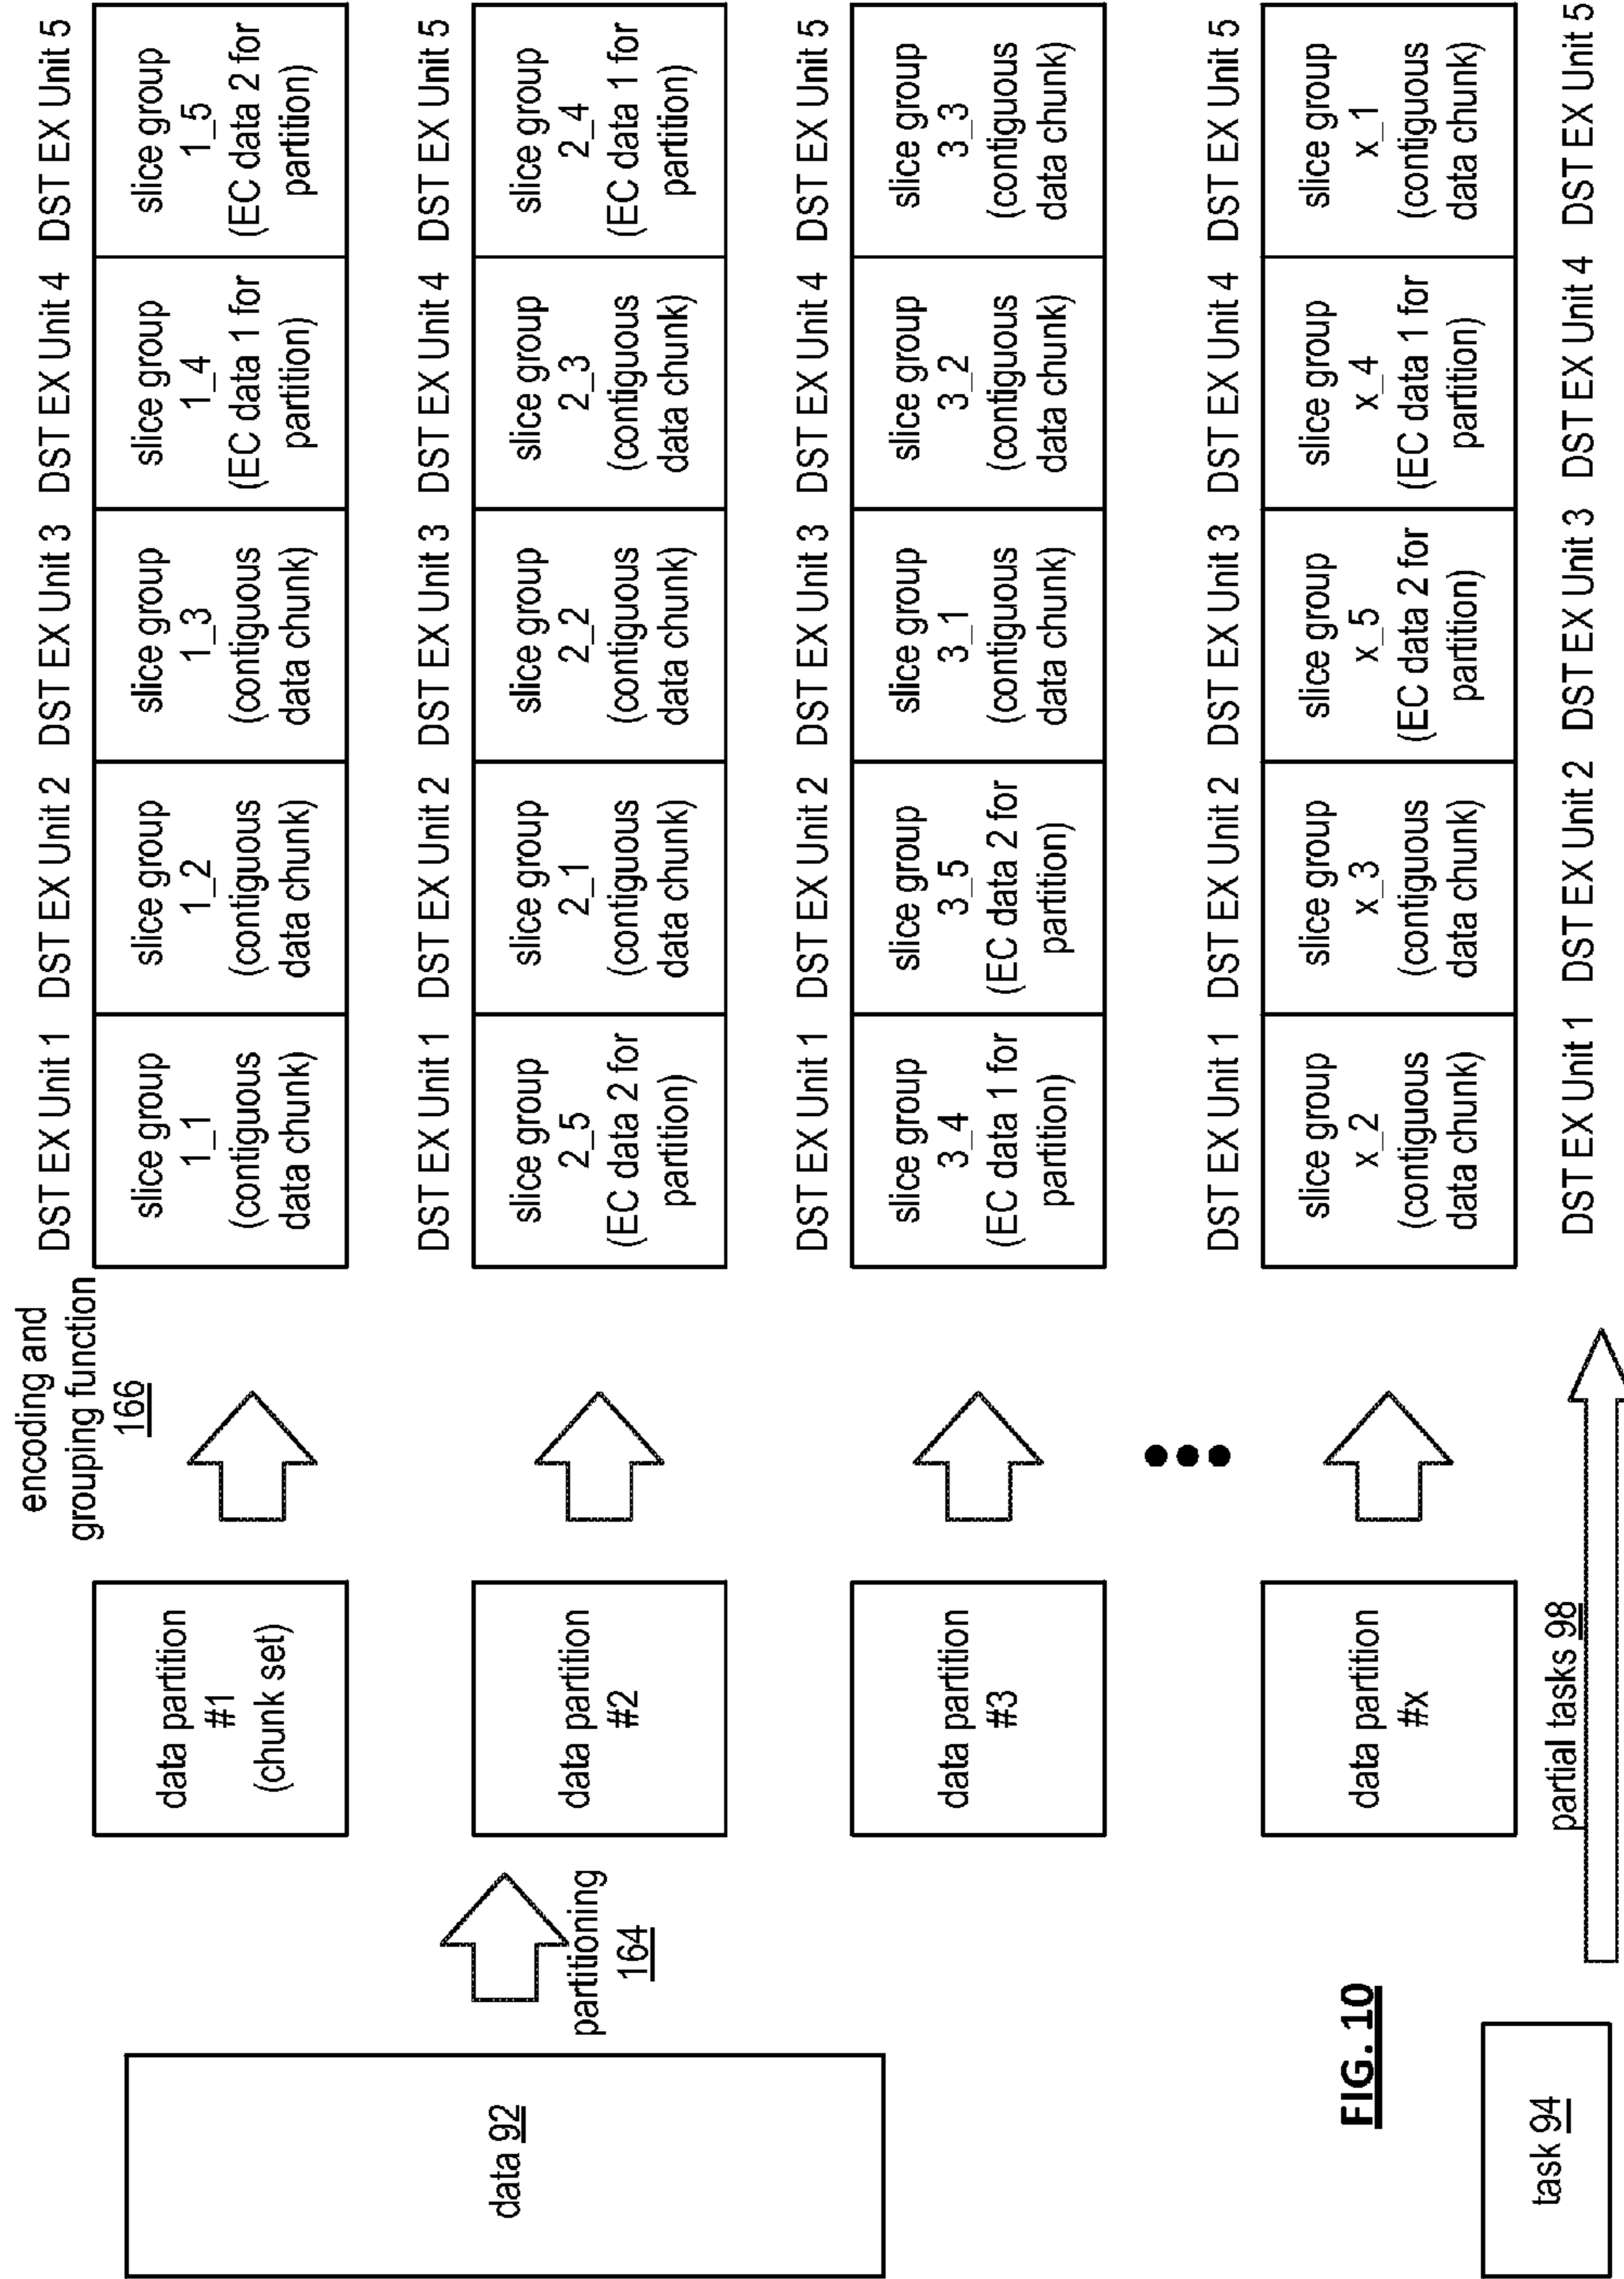 encoding and
grouping function
166
data 92
partitioning
164
data partition
#1
(chunk set)
DST EX Unit 1 DST EX Unit 2 DST EX Unit 3 DST EX Unit 4 DST EX Unit 5
slice group
1_1
(contiguous
data chunk)
slice group
1_2
(contiguous
data chunk)
slice group
1_3
(contiguous
data chunk)
slice group
1_4
(EC data 1 for
partition)
slice group
1_5
(EC data 2 for
partition)
data partition
#2
DST EX Unit 1 DST EX Unit 2 DST EX Unit 3 DST EX Unit 4 DST EX Unit 5
slice group
2_5
(EC data 2 for
partition)
slice group
2_1
(contiguous
data chunk)
slice group
2_2
(contiguous
data chunk)
slice group
2_3
(contiguous
data chunk)
slice group
2_4
(EC data 1 for
partition)
data partition
#3
DST EX Unit 1 DST EX Unit 2 DST EX Unit 3 DST EX Unit 4 DST EX Unit 5
slice group
3_4
(EC data 1 for
partition)
slice group
3_5
(EC data 2 for
partition)
slice group
3_1
(contiguous
data chunk)
slice group
3_2
(contiguous
data chunk)
slice group
3_3
(contiguous
data chunk)
data partition
#x
DST EX Unit 1 DST EX Unit 2 DST EX Unit 3 DST EX Unit 4 DST EX Unit 5
slice group
x_2
(contiguous
data chunk)
slice group
x_3
(contiguous
data chunk)
slice group
x_5
(EC data 2 for
partition)
slice group
x_4
(EC data 1 for
partition)
slice group
x_1
(contiguous
data chunk)
FIG. 10
task 94
partial tasks 98
DST EX Unit 1 DST EX Unit 2 DST EX Unit 3 DST EX Unit 4 DST EX Unit 5